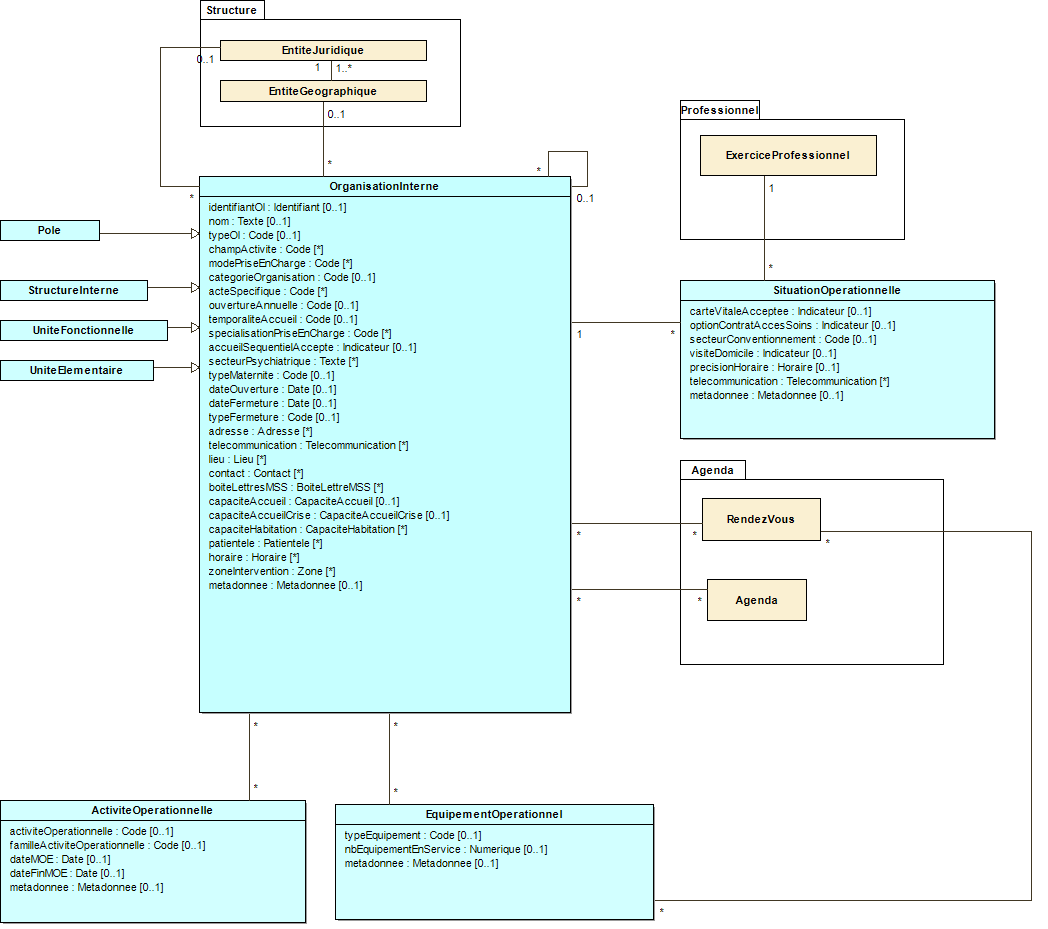 Structure
EntiteJuridique
0..1
1
1..*
EntiteGeographique
0..1
*
*
0..1
*
OrganisationInterne
identifiantOI : Identifiant [0..1]
nom : Texte [0..1]
typeOI : Code [0..1]
champActivite : Code [*]
modePriseEnCharge : Code [*]
categorieOrganisation : Code [0..1]
acteSpecifique : Code [*]
ouvertureAnnuelle : Code [0..1]
temporaliteAccueil : Code [0..1]
specialisationPriseEnCharge : Code [*]
accueilSequentielAccepte : Indicateur [0..1]
secteurPsychiatrique : Texte [*]
typeMaternite : Code [0..1]
dateOuverture : Date [0..1]
dateFermeture : Date [0..1]
typeFermeture : Code [0..1]
adresse : Adresse [*]
telecommunication : Telecommunication [*]
lieu : Lieu [*]
contact : Contact [*]
boiteLettresMSS : BoiteLettreMSS [*]
capaciteAccueil : CapaciteAccueil [0..1]
capaciteAccueilCrise : CapaciteAccueilCrise [0..1]
capaciteHabitation : CapaciteHabitation [*]
patientele : Patientele [*]
horaire : Horaire [*]
zoneIntervention : Zone [*]
metadonnee : Metadonnee [0..1]
Pole
StructureInterne
UniteFonctionnelle
UniteElementaire
Professionnel
ExerciceProfessionnel
1
*
SituationOperationnelle
carteVitaleAcceptee : Indicateur [0..1]
optionContratAccesSoins : Indicateur [0..1]
secteurConventionnement : Code [0..1]
visiteDomicile : Indicateur [0..1]
precisionHoraire : Horaire [0..1]
telecommunication : Telecommunication [*]
metadonnee : Metadonnee [0..1]
1
*
Agenda
RendezVous
*
*
*
Agenda
*
*
*
*
*
*
ActiviteOperationnelle
activiteOperationnelle : Code [0..1]
familleActiviteOperationnelle : Code [0..1]
dateMOE : Date [0..1]
dateFinMOE : Date [0..1]
metadonnee : Metadonnee [0..1]
EquipementOperationnel
typeEquipement : Code [0..1]
nbEquipementEnService : Numerique [0..1]
metadonnee : Metadonnee [0..1]
*